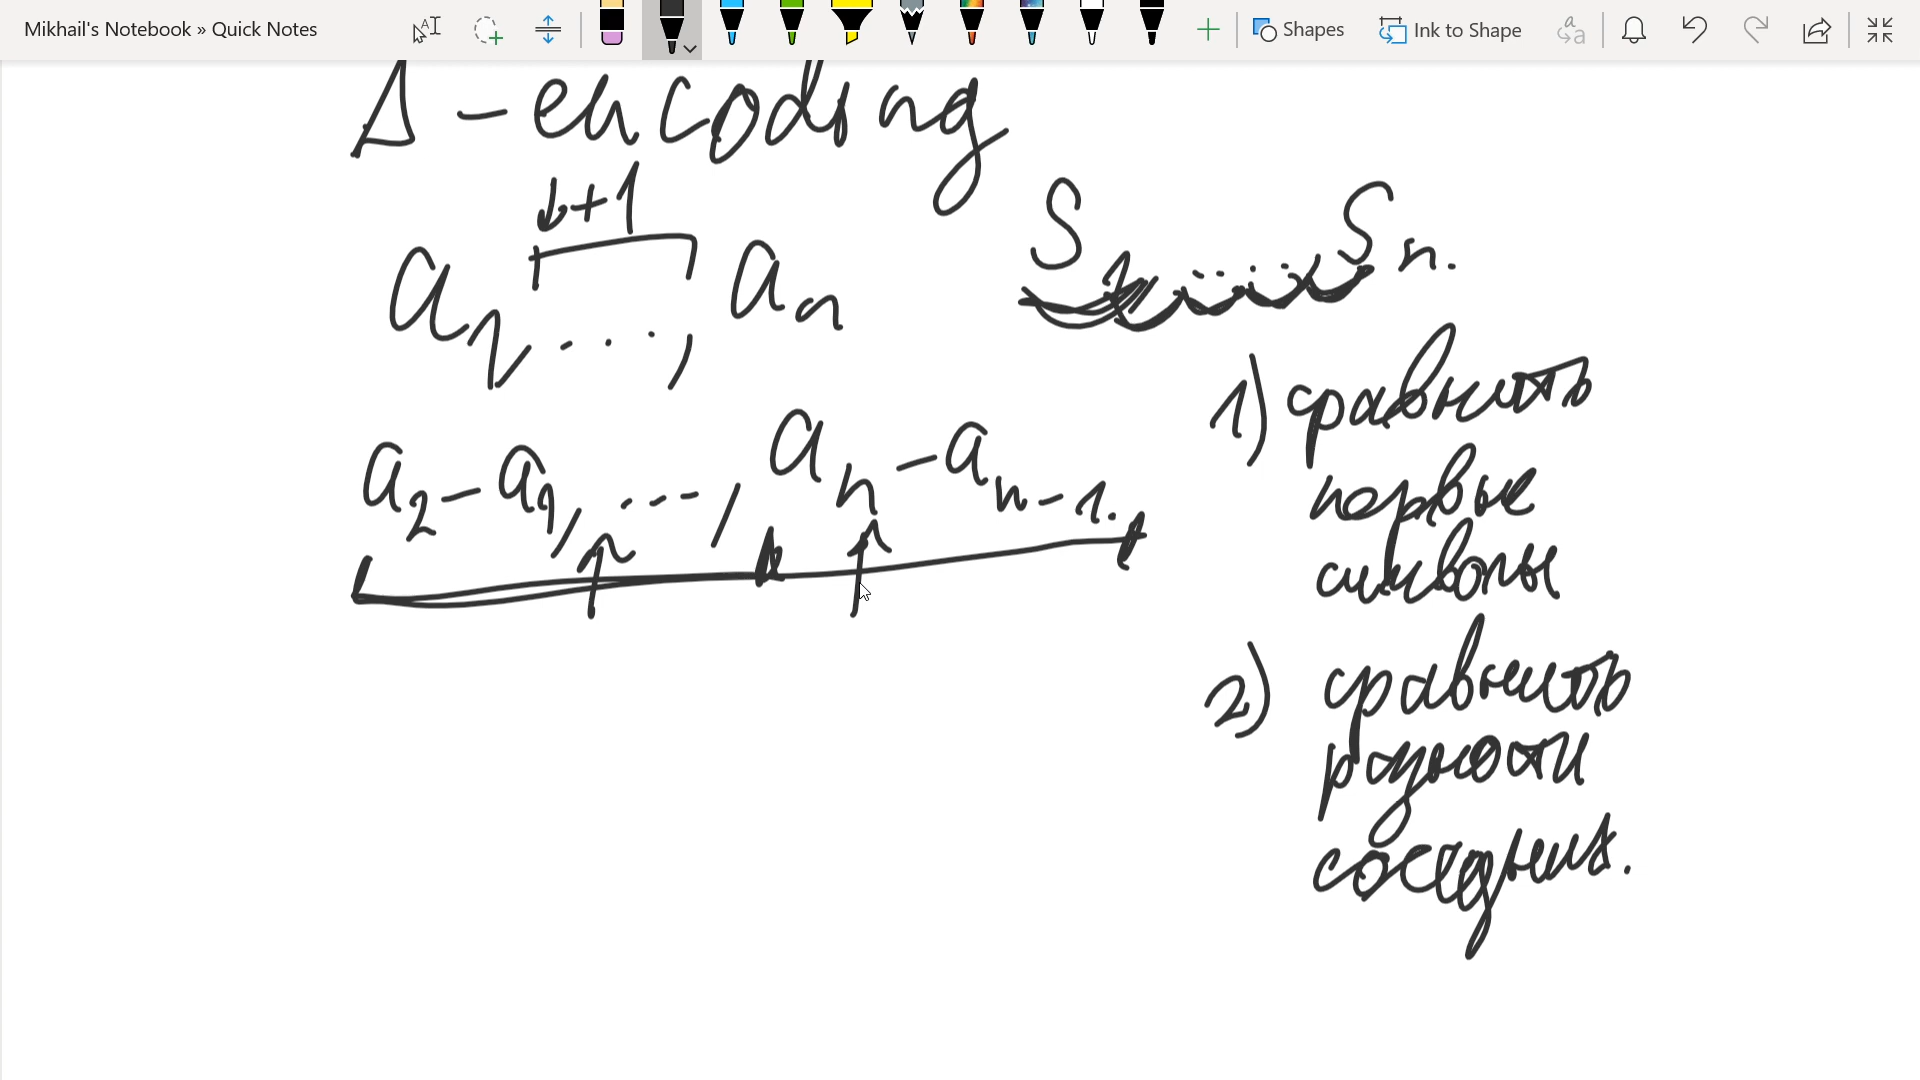 Mikhail's Notebook » Quick Notes
Shapes
Ink to Shape
Δ-encoding
+1
a₁, ..., aₙ
S₁ ..... Sₙ.
a₂ - a₁, ..., aₙ - aₙ₋₁.
1) сравнить
первые
символы
2) сравнить
разности
соседних.